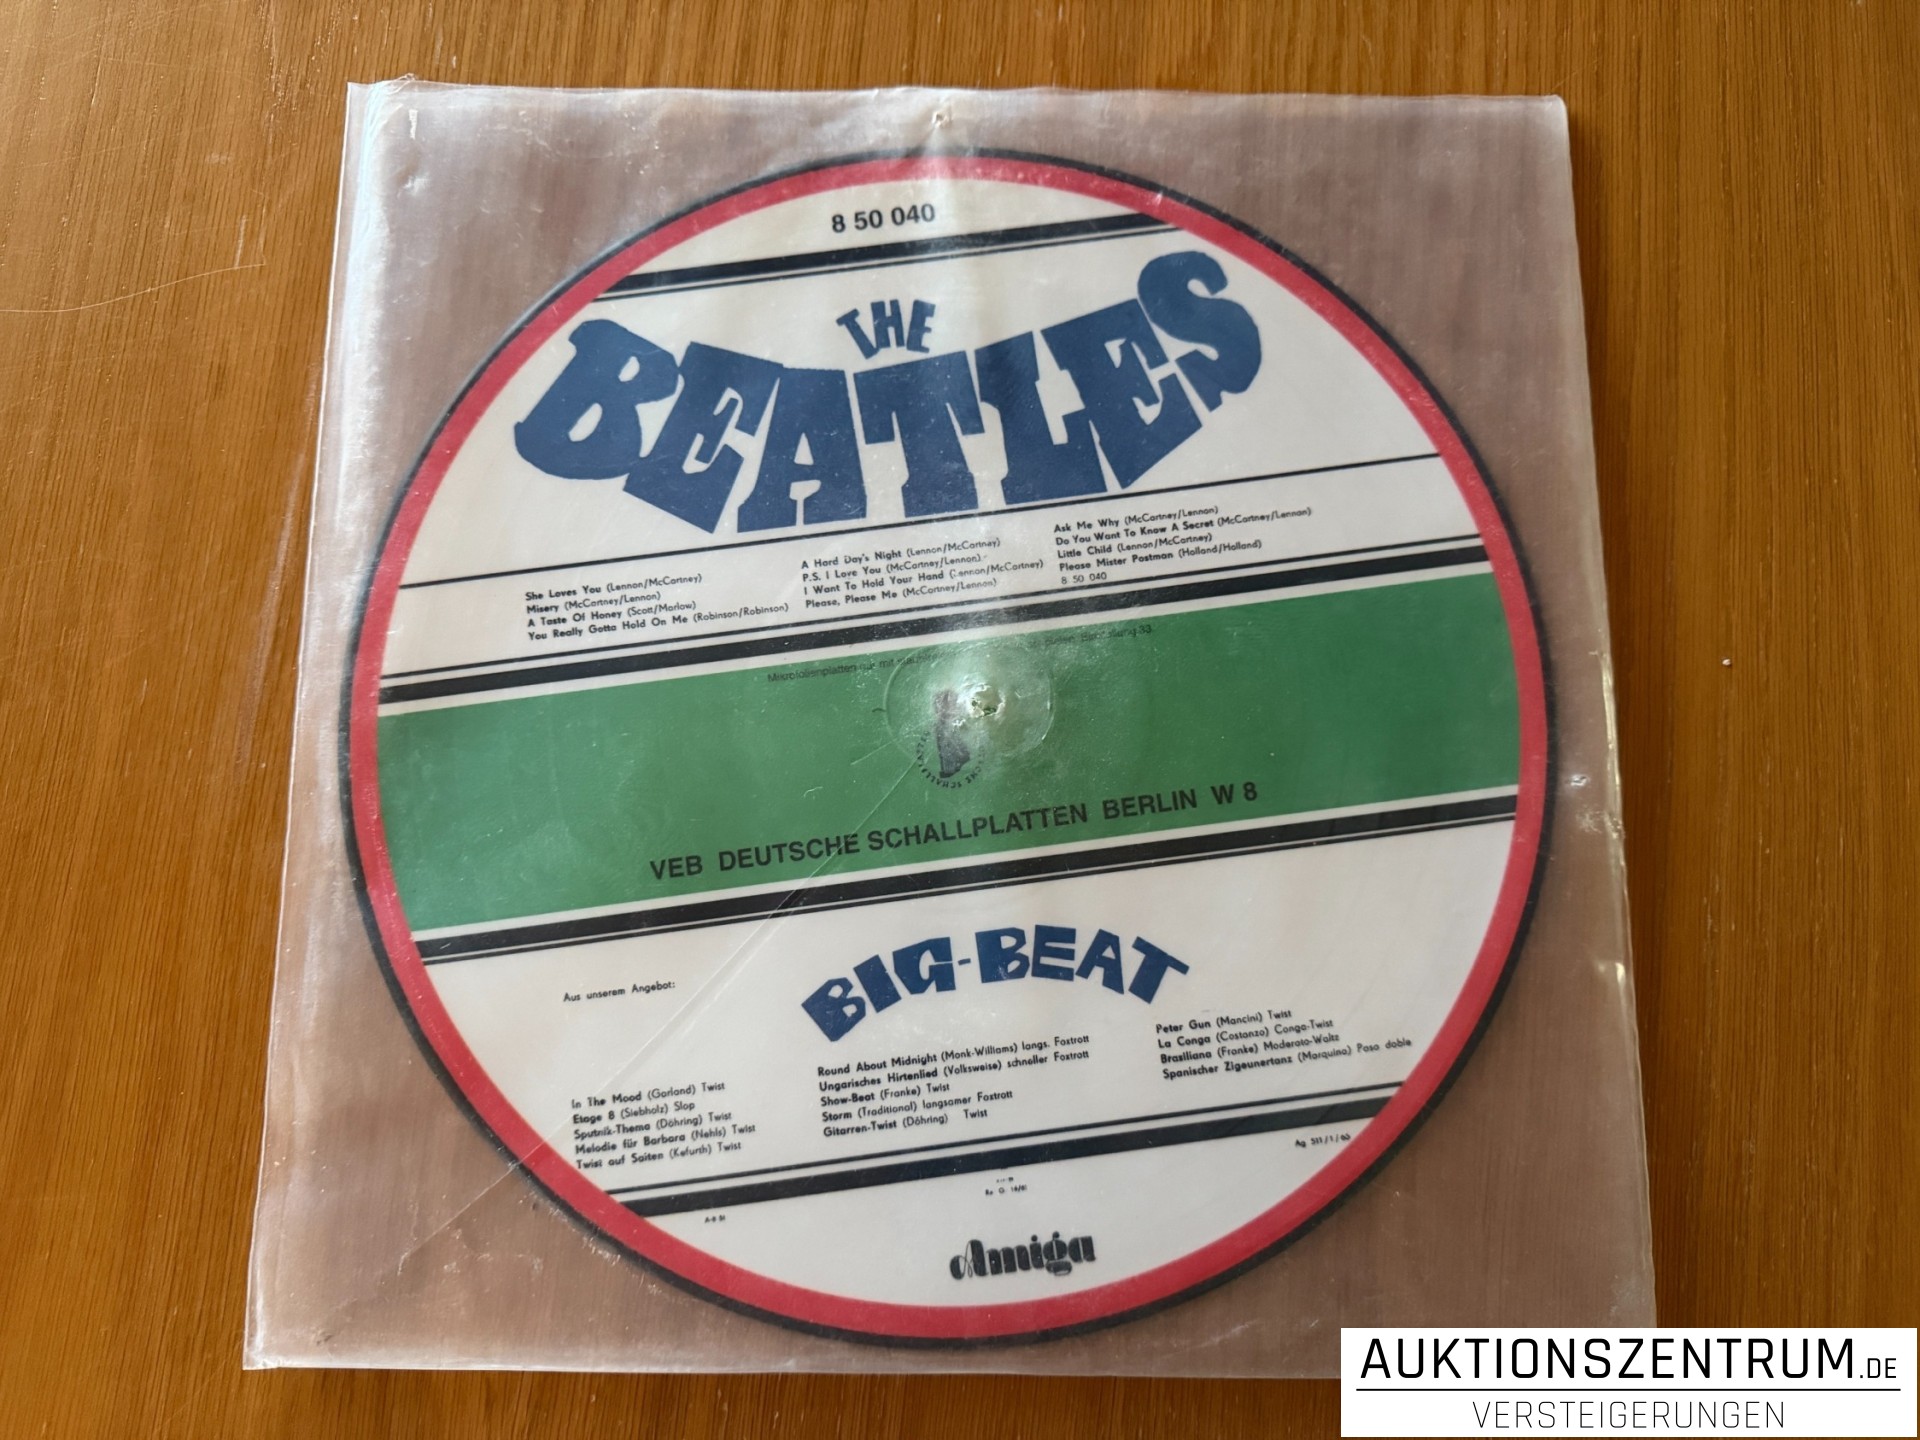 8 50 040
THE
BEATLES
She Loves You (Lennon/McCartney)
Misery (McCartney/Lennon)
A Taste Of Honey (Scott/Marlow)
You Really Gotta Hold On Me (Robinson/Robinson)
A Hard Day's Night (Lennon/McCartney)
P.S. I Love You (McCartney/Lennon)
I Want To Hold Your Hand (Lennon/McCartney)
Please, Please Me (McCartney/Lennon)
Ask Me Why (McCartney/Lennon)
Do You Want To Know A Secret (McCartney/Lennon)
Little Child (Lennon/McCartney)
Please Mister Postman (Holland/Holland)
8 50 040
VEB DEUTSCHE SCHALLPLATTEN BERLIN W 8
BIG-BEAT
Aus unserem Angebot:
In The Mood (Garland) Twist
Etage 8 (Siebholz) Slop
Sputnik-Thema (Döhring) Twist
Melodie für Barbara (Nehls) Twist
Twist auf Saiten (Kefurth) Twist
Round About Midnight (Monk-Williams) langs. Foxtrott
Ungarisches Hirtenlied (Volksweise) schneller Foxtrott
Show-Beat (Franke) Twist
Storm (Traditional) langsamer Foxtrott
Gitarren-Twist (Döhring) Twist
Peter Gun (Mancini) Twist
La Conga (Costanzo) Conga-Twist
Brasiliana (Franke) Moderato-Waltz
Spanischer Zigeunertanz (Marquina) Paso doble
Ag 511/1/65
Amiga
AUKTIONSZENTRUM.DE
VERSTEIGERUNGEN